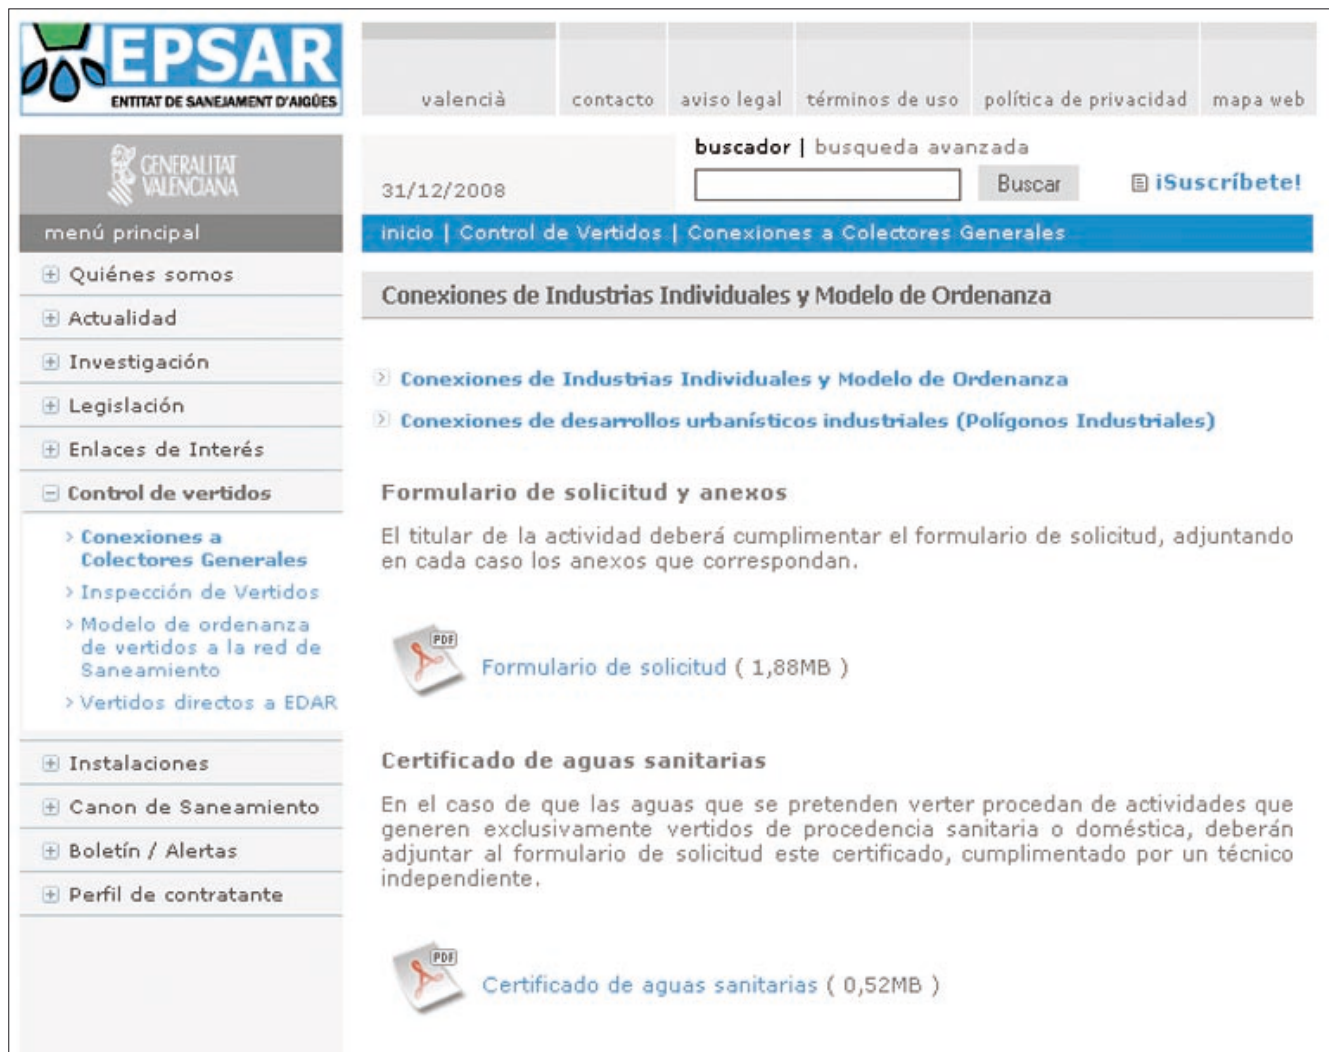 EPSAR
ENTITAT DE SANEJAMENT D'AIGÜES
valencià contacto aviso legal términos de uso política de privacidad mapa web
GENERALITAT
VALENCIANA
31/12/2008
buscador | busqueda avanzada
Buscar
¡Suscríbete!
menú principal
inicio | Control de Vertidos | Conexiones a Colectores Generales
Quiénes somos
Actualidad
Investigación
Legislación
Enlaces de Interés
Control de vertidos
> Conexiones a
Colectores Generales
> Inspección de Vertidos
> Modelo de ordenanza
de vertidos a la red de
Saneamiento
> Vertidos directos a EDAR
Instalaciones
Canon de Saneamiento
Boletín / Alertas
Perfil de contratante
Conexiones de Industrias Individuales y Modelo de Ordenanza
Conexiones de Industrias Individuales y Modelo de Ordenanza
Conexiones de desarrollos urbanísticos industriales (Polígonos Industriales)
Formulario de solicitud y anexos
El titular de la actividad deberá cumplimentar el formulario de solicitud, adjuntando
en cada caso los anexos que correspondan.
PDF
Formulario de solicitud ( 1,88MB )
Certificado de aguas sanitarias
En el caso de que las aguas que se pretenden verter procedan de actividades que
generen exclusivamente vertidos de procedencia sanitaria o doméstica, deberán
adjuntar al formulario de solicitud este certificado, cumplimentado por un técnico
independiente.
PDF
Certificado de aguas sanitarias ( 0,52MB )